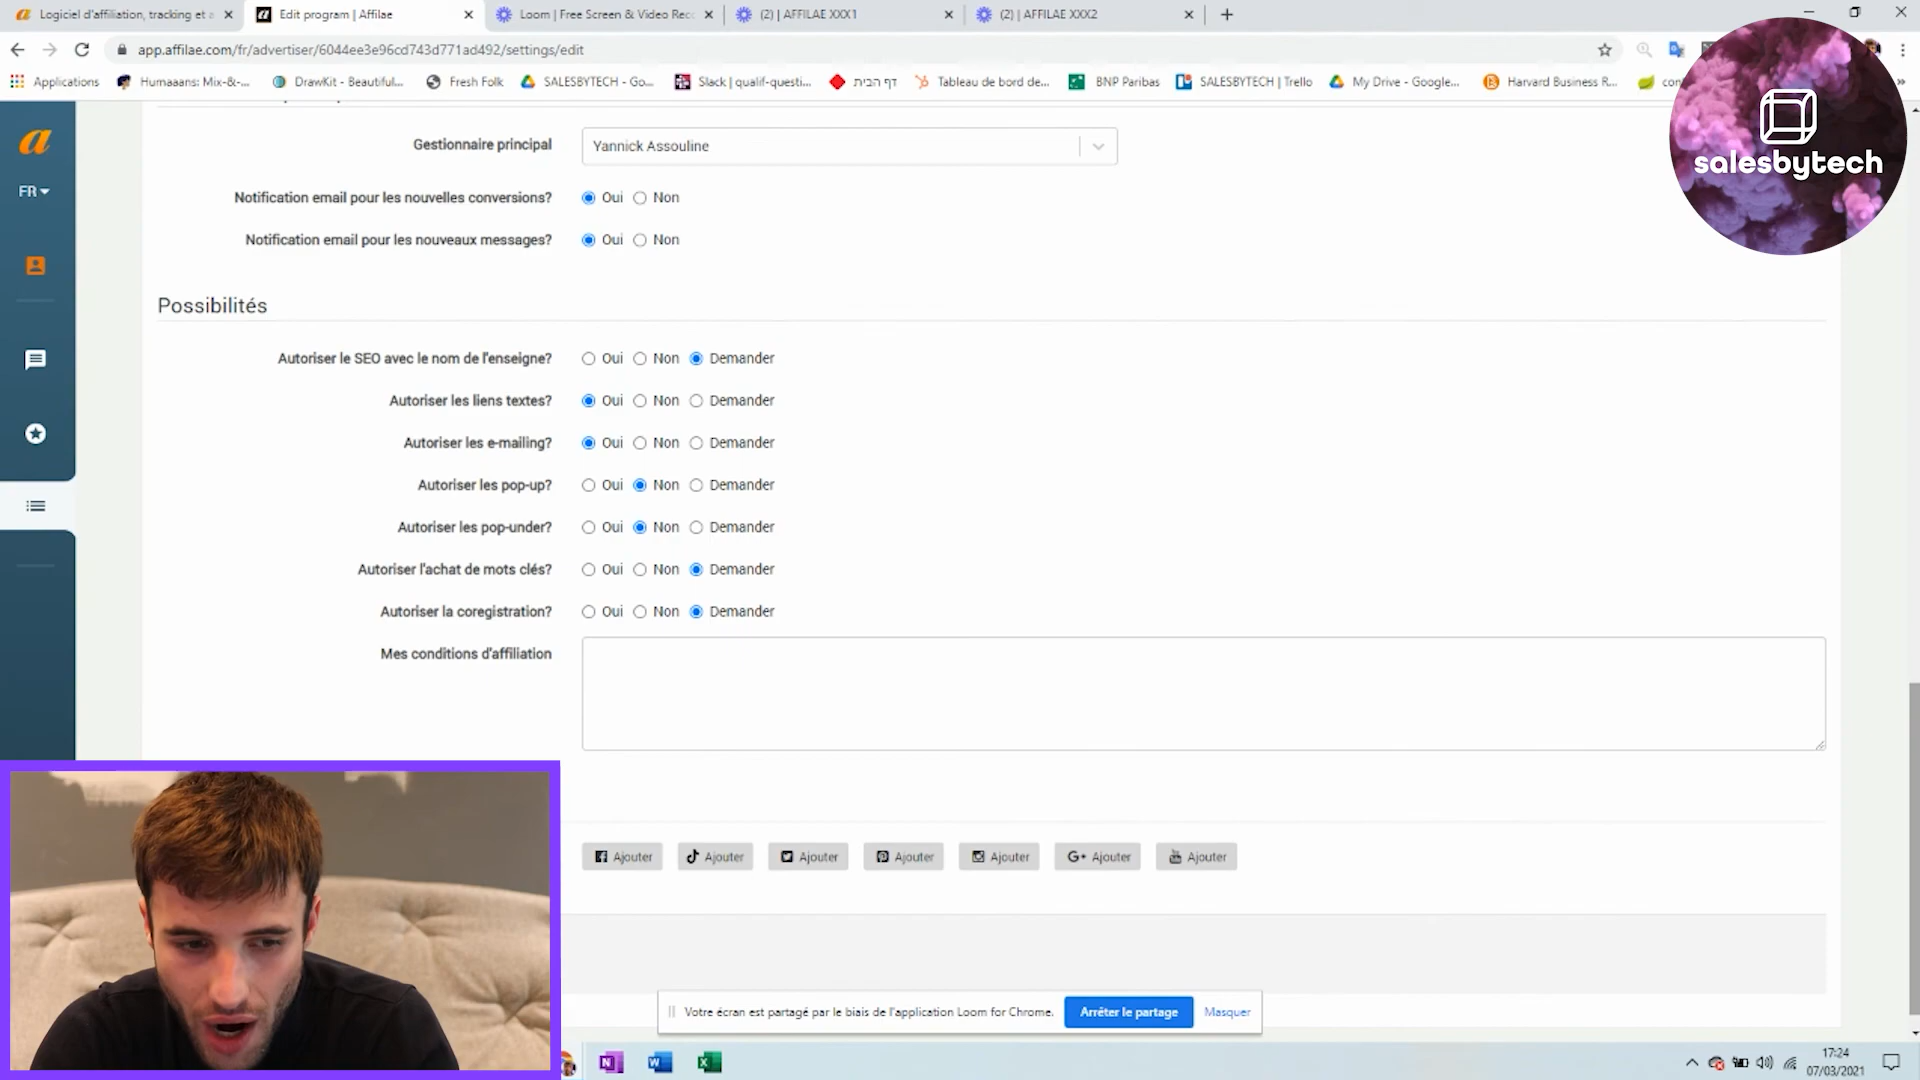 Logiciel d'affiliation, tracking et a
Edit program | Affilae
Loom | Free Screen & Video Rec
(2) | AFFILAE XXX1
(2) | AFFILAE XXX2
app.affilae.com/fr/advertiser/6044ee3e96cd743d771ad492/settings/edit
Applications
Humaaans: Mix-&-...
DrawKit - Beautiful...
Fresh Folk
SALESBYTECH - Go...
Slack | qualif-questi...
דף הבית
Tableau de bord de...
BNP Paribas
SALESBYTECH | Trello
My Drive - Google...
Harvard Business R...
salesbytech
FR
Gestionnaire principal
Yannick Assouline
Notification email pour les nouvelles conversions? Oui Non
Notification email pour les nouveaux messages? Oui Non
Possibilités
Autoriser le SEO avec le nom de l'enseigne? Oui Non Demander
Autoriser les liens textes? Oui Non Demander
Autoriser les e-mailing? Oui Non Demander
Autoriser les pop-up? Oui Non Demander
Autoriser les pop-under? Oui Non Demander
Autoriser l'achat de mots clés? Oui Non Demander
Autoriser la coregistration? Oui Non Demander
Mes conditions d'affiliation
Ajouter Ajouter Ajouter Ajouter Ajouter G+ Ajouter Ajouter
Votre écran est partagé par le biais de l'application Loom for Chrome. Arrêter le partage Masquer
17:24
07/03/2021